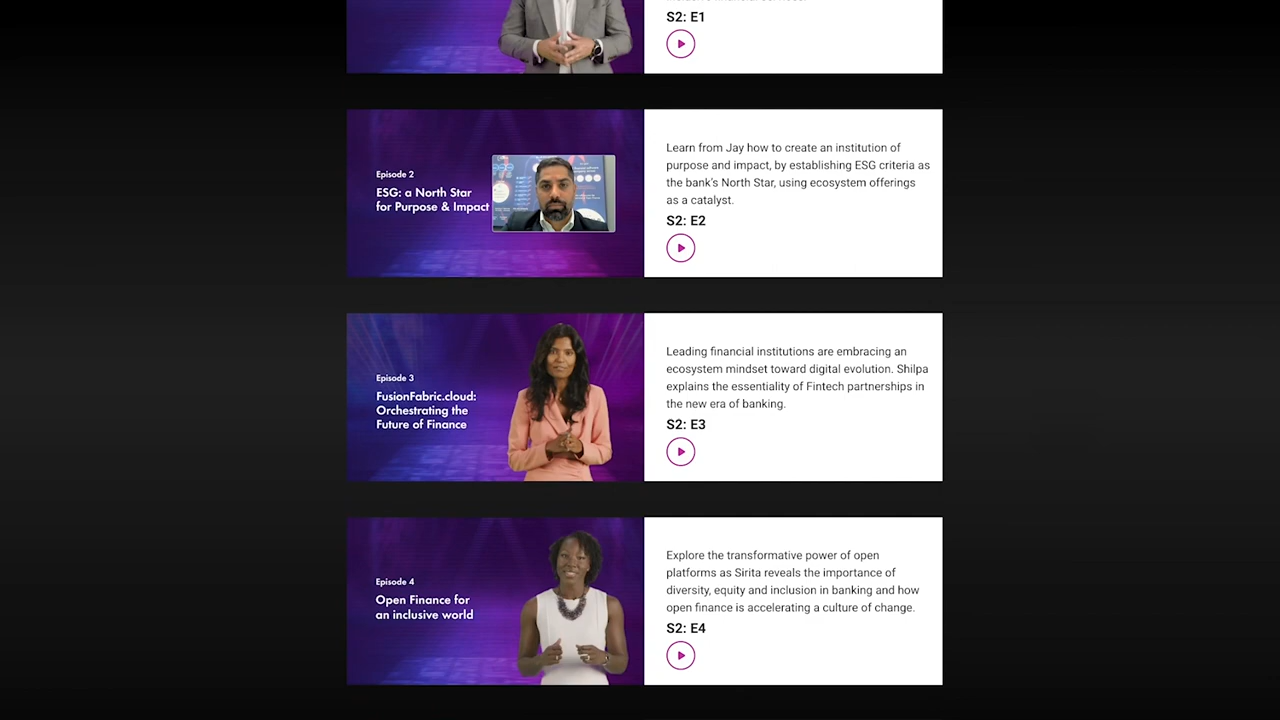 S2: E1
Episode 2
ESG: a North Star
for Purpose & Impact
Learn from Jay how to create an institution of
purpose and impact, by establishing ESG criteria as
the bank's North Star, using ecosystem offerings
as a catalyst.
S2: E2
Episode 3
FusionFabric.cloud:
Orchestrating the
Future of Finance
Leading financial institutions are embracing an
ecosystem mindset toward digital evolution. Shilpa
explains the essentiality of Fintech partnerships in
the new era of banking.
S2: E3
Episode 4
Open Finance for
an inclusive world
Explore the transformative power of open
platforms as Sirita reveals the importance of
diversity, equity and inclusion in banking and how
open finance is accelerating a culture of change.
S2: E4